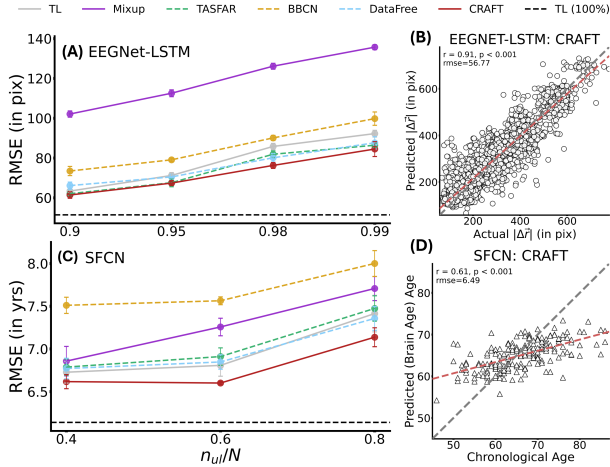 TL Mixup TASFAR BBCN DataFree CRAFT TL (100%)
(A) EEGNet-LSTM
RMSE (in pix)
140
120
100
80
60
0.9 0.95 0.98 0.99
(B) EEGNET-LSTM: CRAFT
r = 0.91, p < 0.001
rmse=56.77
Predicted |Δr⃗| (in pix)
600
400
200
200 400 600
Actual |Δr⃗| (in pix)
(C) SFCN
RMSE (in yrs)
8.0
7.5
7.0
6.5
0.4 0.6 0.8
nul/N
(D) SFCN: CRAFT
r = 0.61, p < 0.001
rmse=6.49
Predicted (Brain Age) Age
80
70
60
50
50 60 70 80
Chronological Age